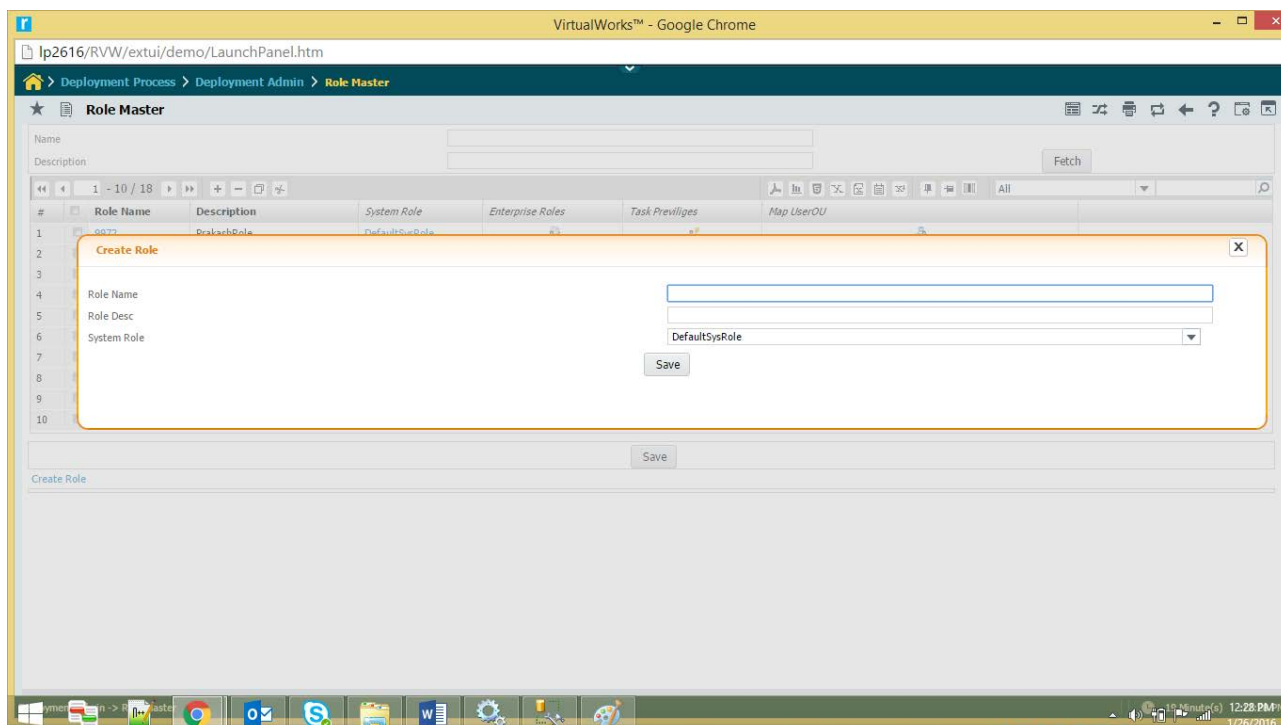 VirtualWorks™ - Google Chrome
lp2616/RVW/extui/demo/LaunchPanel.htm
> Deployment Process > Deployment Admin > Role Master
Role Master
Name
Description
Fetch
1 - 10 / 18
All
# Role Name Description System Role Enterprise Roles Task Previliges Map UserOU
1 9972 PrakashRole DefaultSysRole
2
3
4
5
6
7
8
9
10
Create Role
X
Role Name
Role Desc
System Role DefaultSysRole
Save
Save
Create Role
Minute(s) 12:28 PM
1/26/2016